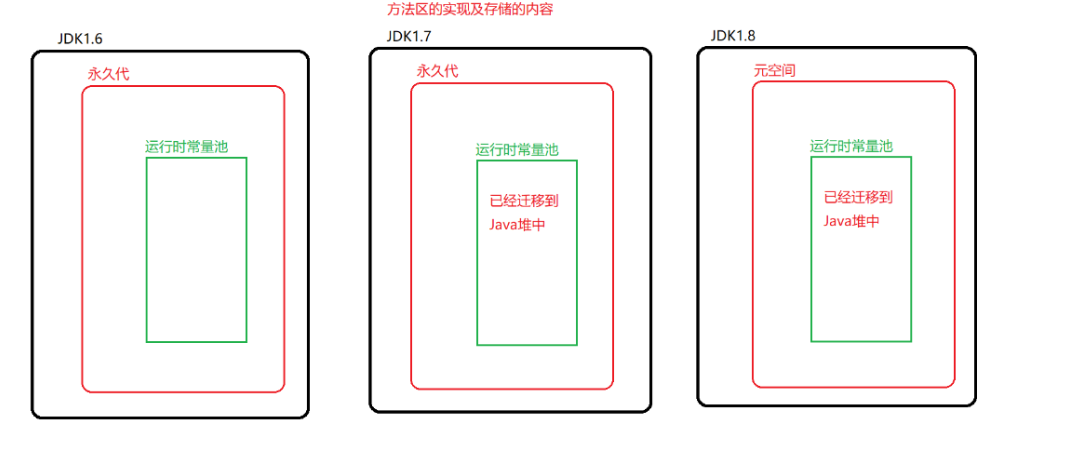 方法区的实现及存储的内容
JDK1.6
JDK1.7
JDK1.8
永久代
永久代
元空间
运行时常量池
运行时常量池
运行时常量池
已经迁移到
Java堆中
已经迁移到
Java堆中